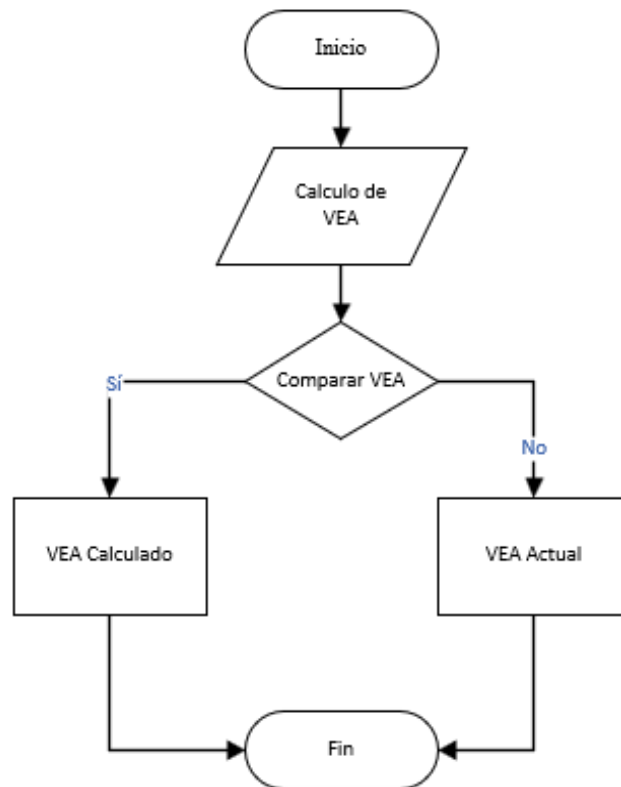 Inicio
Calculo de
VEA
Comparar VEA
Sí
No
VEA Calculado
VEA Actual
Fin